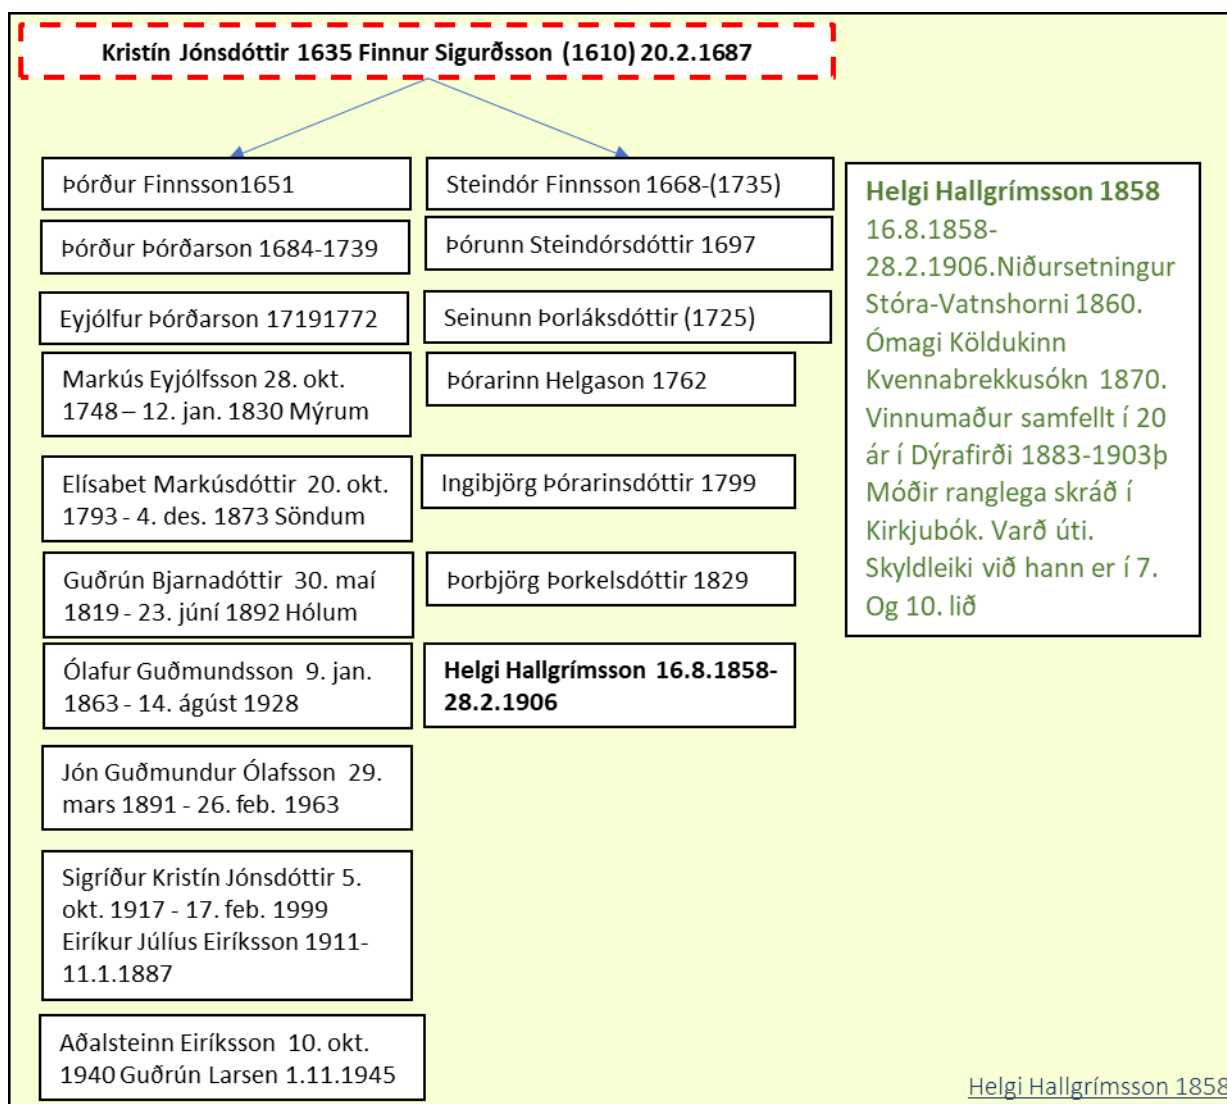 Kristín Jónsdóttir 1635 Finnur Sigurðsson (1610) 20.2.1687
Þórður Finnsson1651
Þórður Þórðarson 1684-1739
Eyjólfur Þórðarson 17191772
Markús Eyjólfsson 28. okt.
1748 – 12. jan. 1830 Mýrum
Elísabet Markúsdóttir 20. okt.
1793 - 4. des. 1873 Söndum
Guðrún Bjarnadóttir 30. maí
1819 - 23. júní 1892 Hólum
Ólafur Guðmundsson 9. jan.
1863 - 14. ágúst 1928
Jón Guðmundur Ólafsson 29.
mars 1891 - 26. feb. 1963
Sigríður Kristín Jónsdóttir 5.
okt. 1917 - 17. feb. 1999
Eiríkur Júlíus Eiríksson 1911-
11.1.1887
Aðalsteinn Eiríksson 10. okt.
1940 Guðrún Larsen 1.11.1945
Steindór Finnsson 1668-(1735)
Þórunn Steindórsdóttir 1697
Seinunn Þorláksdóttir (1725)
Þórarinn Helgason 1762
Ingibjörg Þórarinsdóttir 1799
Þorbjörg Þorkelsdóttir 1829
Helgi Hallgrímsson 16.8.1858-
28.2.1906
Helgi Hallgrímsson 1858
16.8.1858-
28.2.1906.Niðursetningur
Stóra-Vatnshorni 1860.
Ómagi Köldukinn
Kvennabrekkusókn 1870.
Vinnumaður samfellt í 20
ár í Dýrafirði 1883-1903þ
Móðir ranglega skráð í
Kirkjubók. Varð úti.
Skyldleiki við hann er í 7.
Og 10. lið
Helgi Hallgrímsson 1858